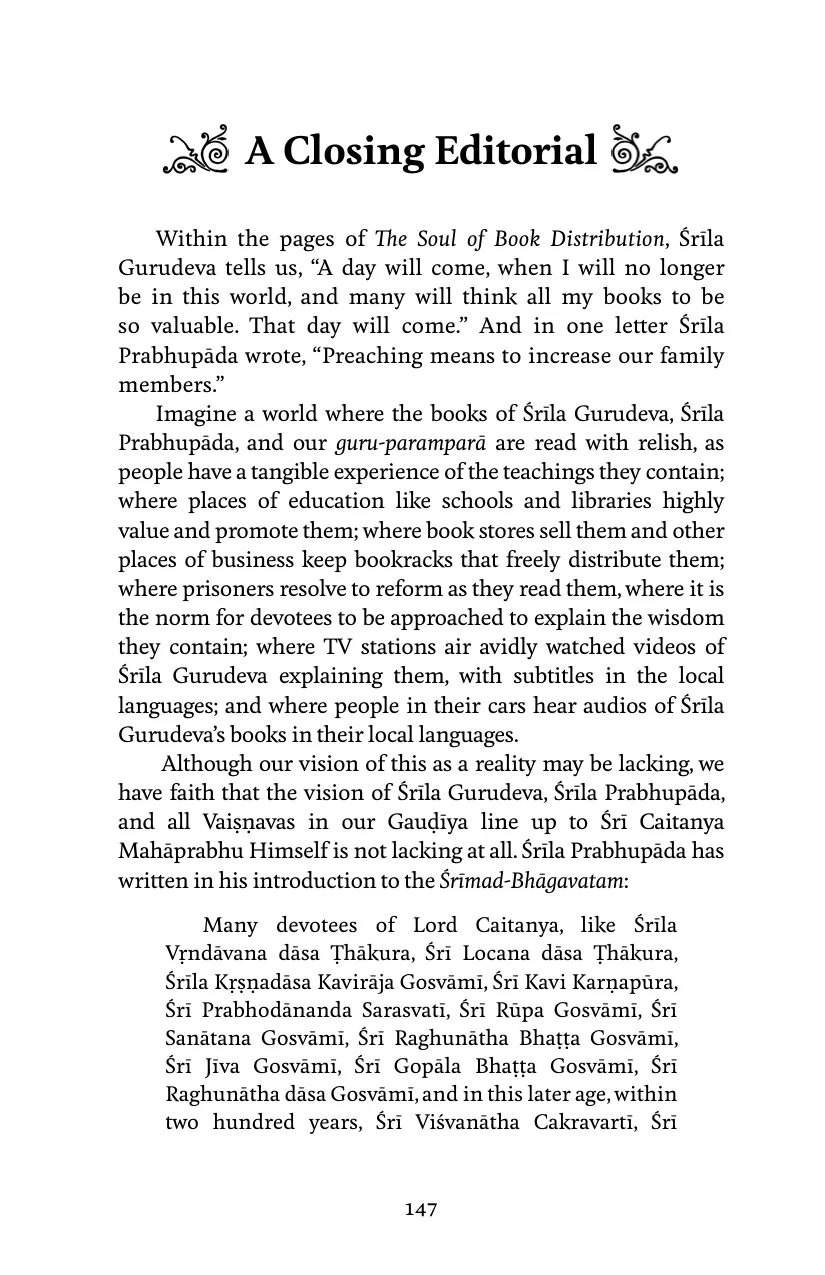 A Closing Editorial
Within the pages of The Soul of Book Distribution, Śrīla
Gurudeva tells us, “A day will come, when I will no longer
be in this world, and many will think all my books to be
so valuable. That day will come.” And in one letter Śrīla
Prabhupāda wrote, “Preaching means to increase our family
members.”
Imagine a world where the books of Śrīla Gurudeva, Śrīla
Prabhupāda, and our guru-paramparā are read with relish, as
people have a tangible experience of the teachings they contain;
where places of education like schools and libraries highly
value and promote them; where book stores sell them and other
places of business keep bookracks that freely distribute them;
where prisoners resolve to reform as they read them, where it is
the norm for devotees to be approached to explain the wisdom
they contain; where TV stations air avidly watched videos of
Śrīla Gurudeva explaining them, with subtitles in the local
languages; and where people in their cars hear audios of Śrīla
Gurudeva’s books in their local languages.
Although our vision of this as a reality may be lacking, we
have faith that the vision of Śrīla Gurudeva, Śrīla Prabhupāda,
and all Vaiṣṇavas in our Gauḍīya line up to Śrī Caitanya
Mahāprabhu Himself is not lacking at all. Śrīla Prabhupāda has
written in his introduction to the Śrīmad-Bhāgavatam:
Many devotees of Lord Caitanya, like Śrīla
Vṛndāvana dāsa Ṭhākura, Śrī Locana dāsa Ṭhākura,
Śrīla Kṛṣṇadāsa Kavirāja Gosvāmī, Śrī Kavi Karṇapūra,
Śrī Prabhodānanda Sarasvatī, Śrī Rūpa Gosvāmī, Śrī
Sanātana Gosvāmī, Śrī Raghunātha Bhaṭṭa Gosvāmī,
Śrī Jīva Gosvāmī, Śrī Gopāla Bhaṭṭa Gosvāmī, Śrī
Raghunātha dāsa Gosvāmī, and in this later age, within
two hundred years, Śrī Viśvanātha Cakravartī, Śrī
147